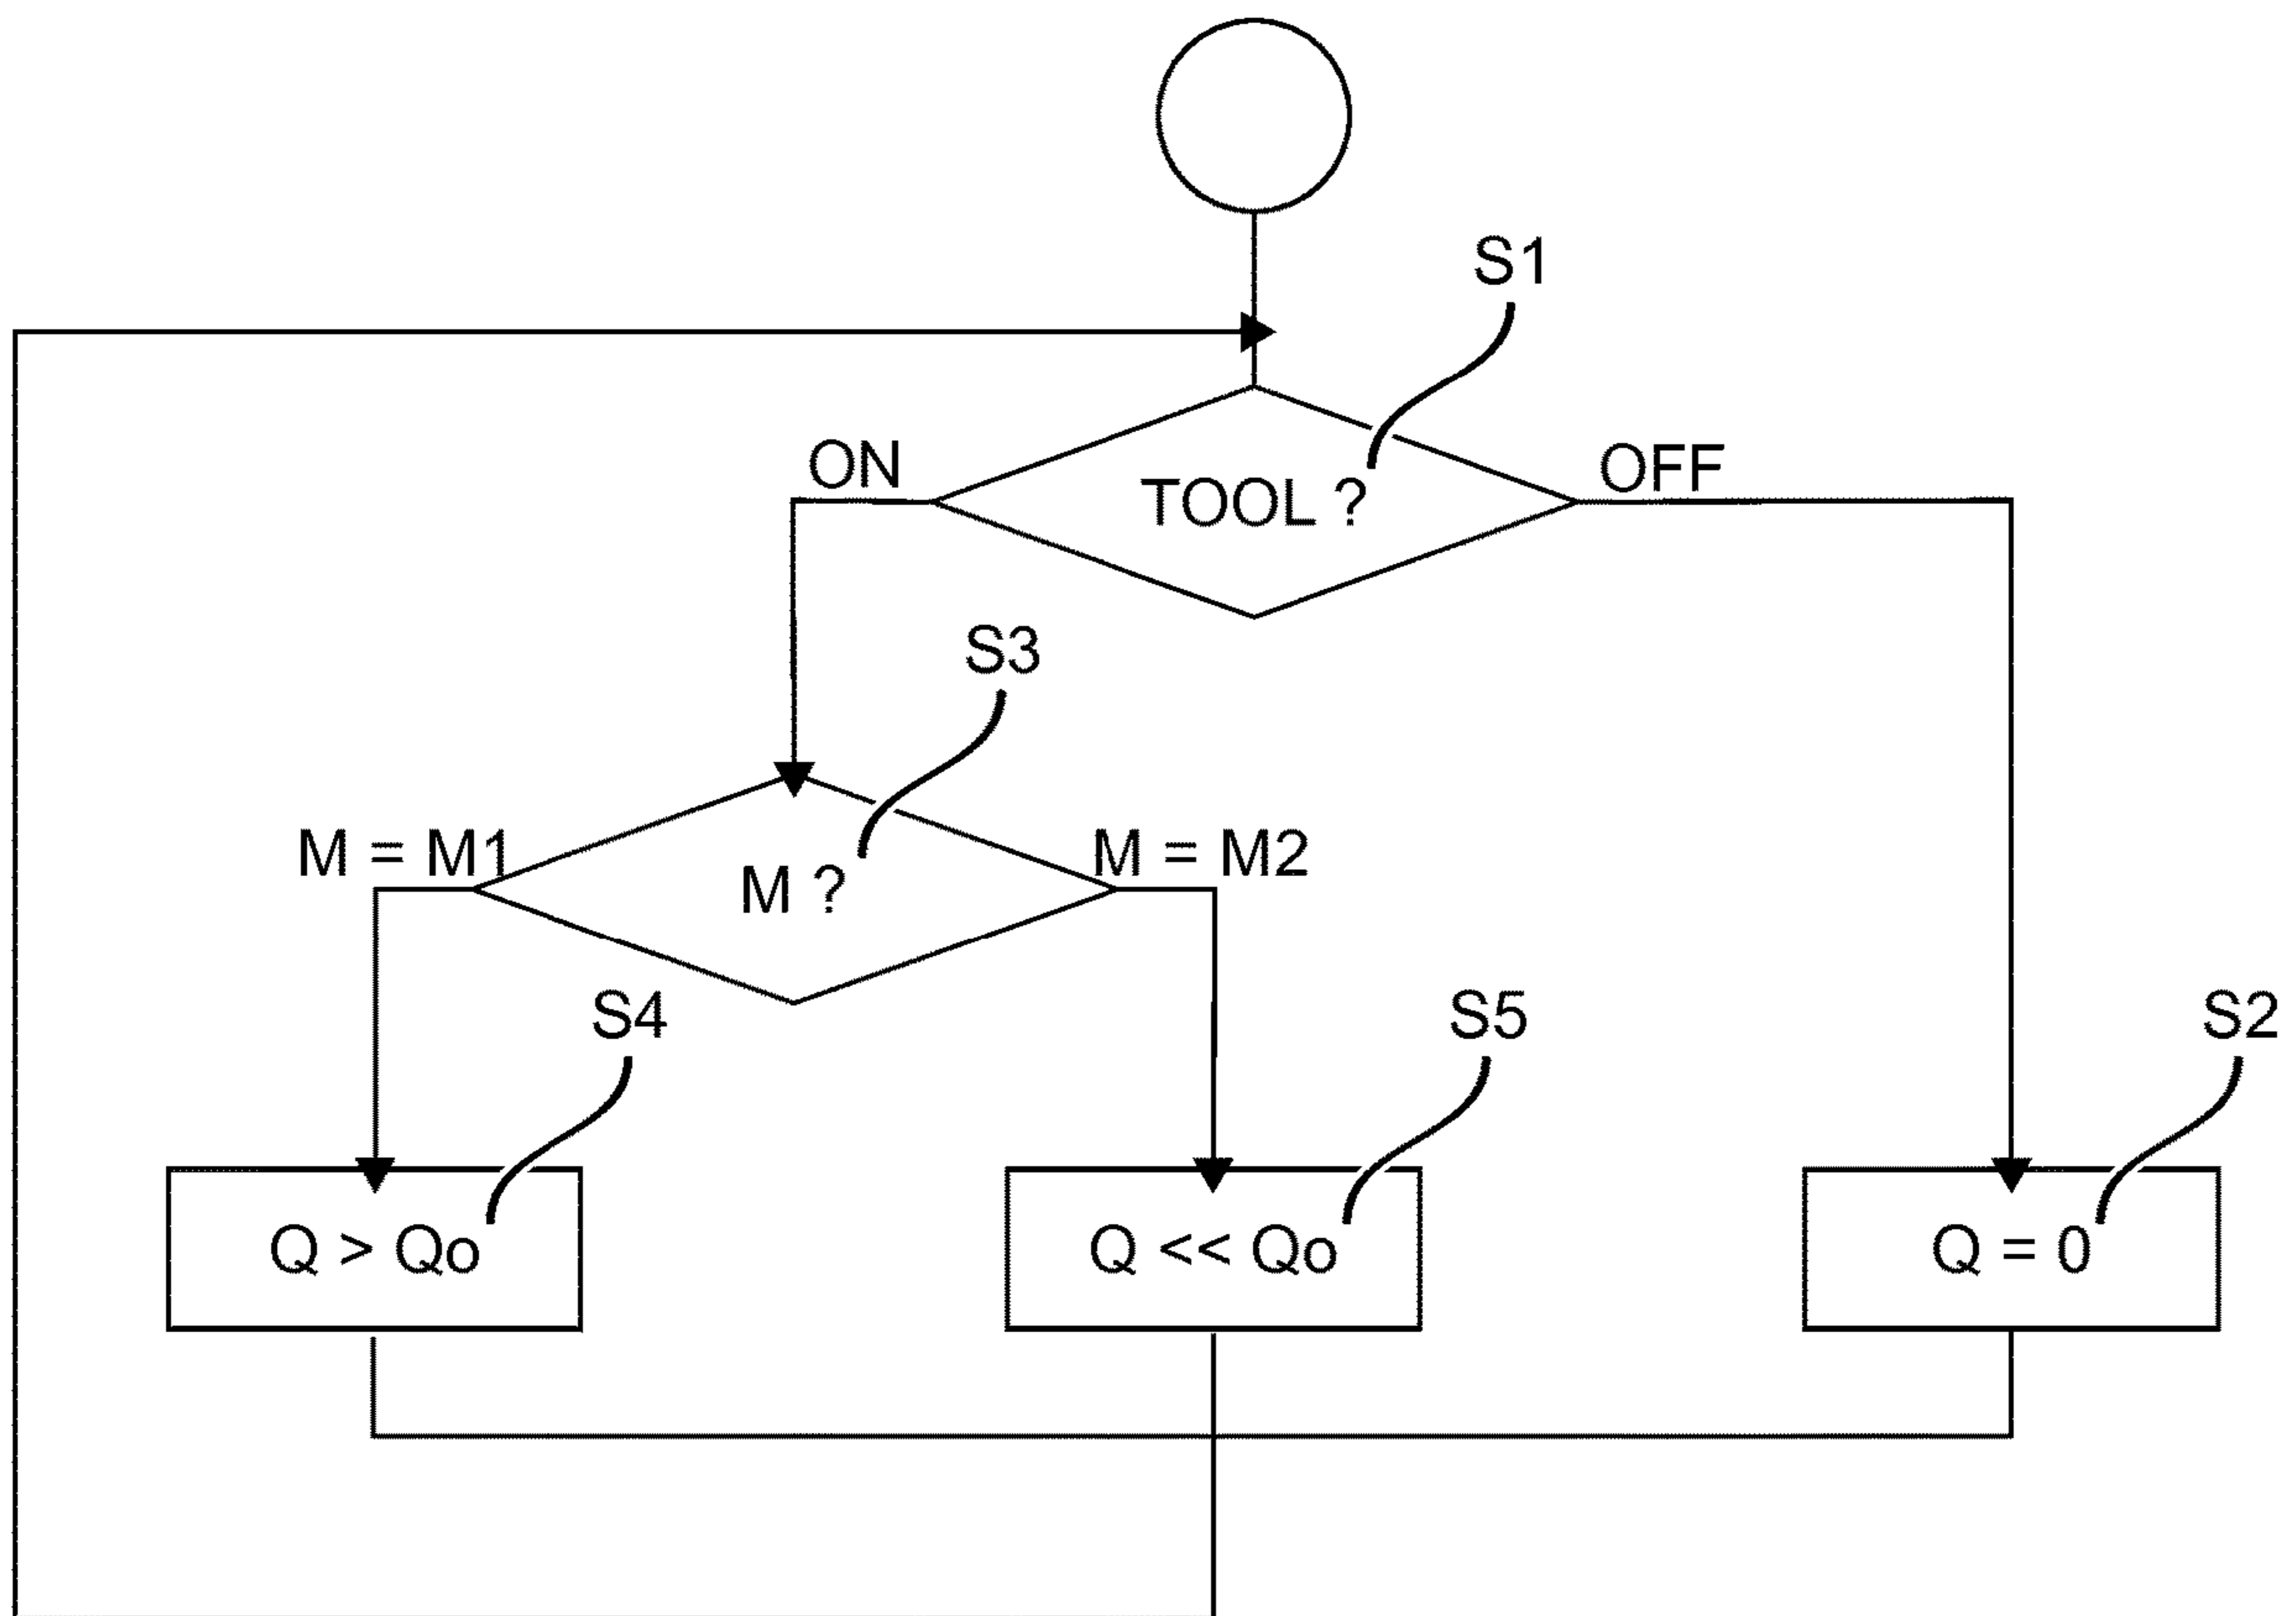 S1
ON
TOOL ?
OFF
S3
M = M1
M ?
M = M2
S4
S5
S2
Q > Qo
Q << Qo
Q = 0